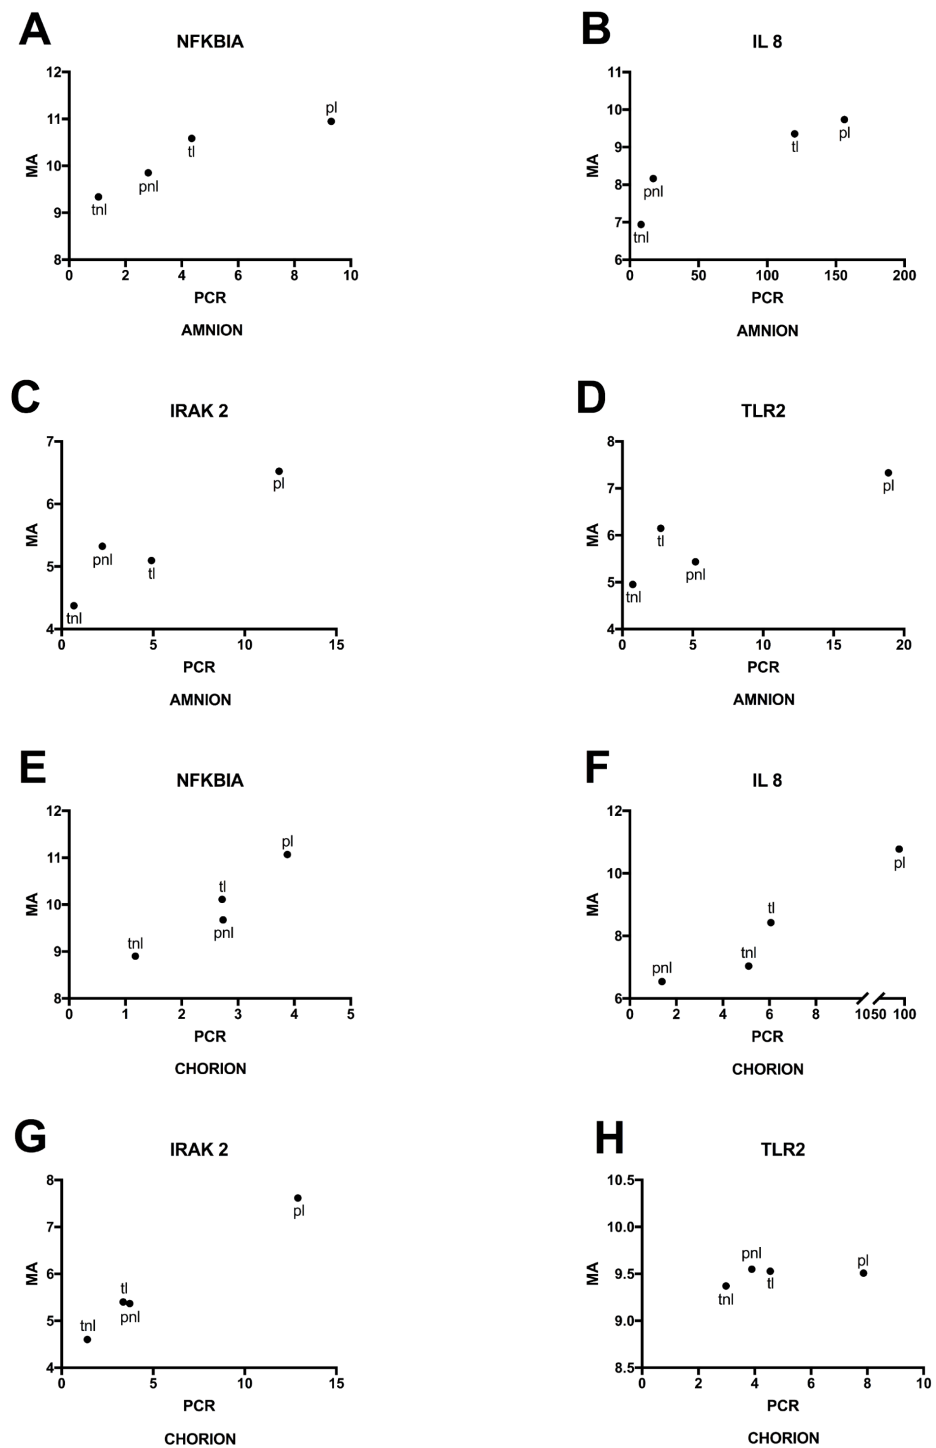 A
NFKBIA
12
11
10
9
8
MA
pl
tl
pnl
tnl
0 2 4 6 8 10
PCR
AMNION
B
IL 8
11
10
9
8
7
6
MA
pl
tl
pnl
tnl
0 50 100 150 200
PCR
AMNION
C
IRAK 2
7
6
5
4
MA
pl
pnl
tl
tnl
0 5 10 15
PCR
AMNION
D
TLR2
8
7
6
5
4
MA
pl
tl
pnl
tnl
0 5 10 15 20
PCR
AMNION
E
NFKBIA
12
11
10
9
8
MA
pl
tl
pnl
tnl
0 1 2 3 4 5
PCR
CHORION
F
IL 8
12
10
8
6
MA
pl
tl
tnl
pnl
0 2 4 6 8 10 50 100
PCR
CHORION
G
IRAK 2
8
7
6
5
4
MA
pl
tl
pnl
tnl
0 5 10 15
PCR
CHORION
H
TLR2
10.5
10.0
9.5
9.0
8.5
MA
pnl
pl
tl
tnl
0 2 4 6 8 10
PCR
CHORION